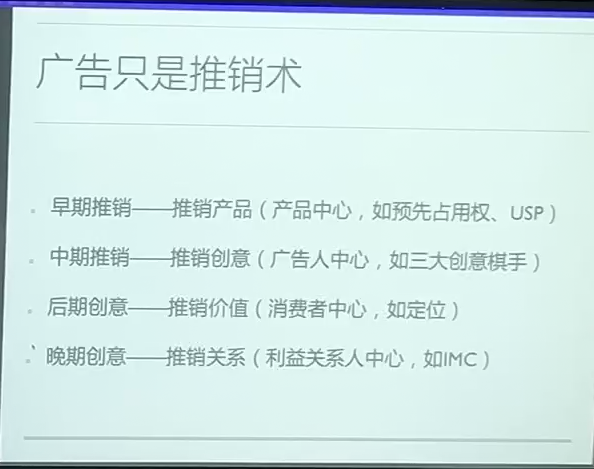 广告只是推销术
早期推销——推销产品（产品中心，如预先占用权、USP）
中期推销——推销创意（广告人中心，如三大创意棋手）
后期创意——推销价值（消费者中心，如定位）
晚期创意——推销关系（利益关系人中心，如IMC）